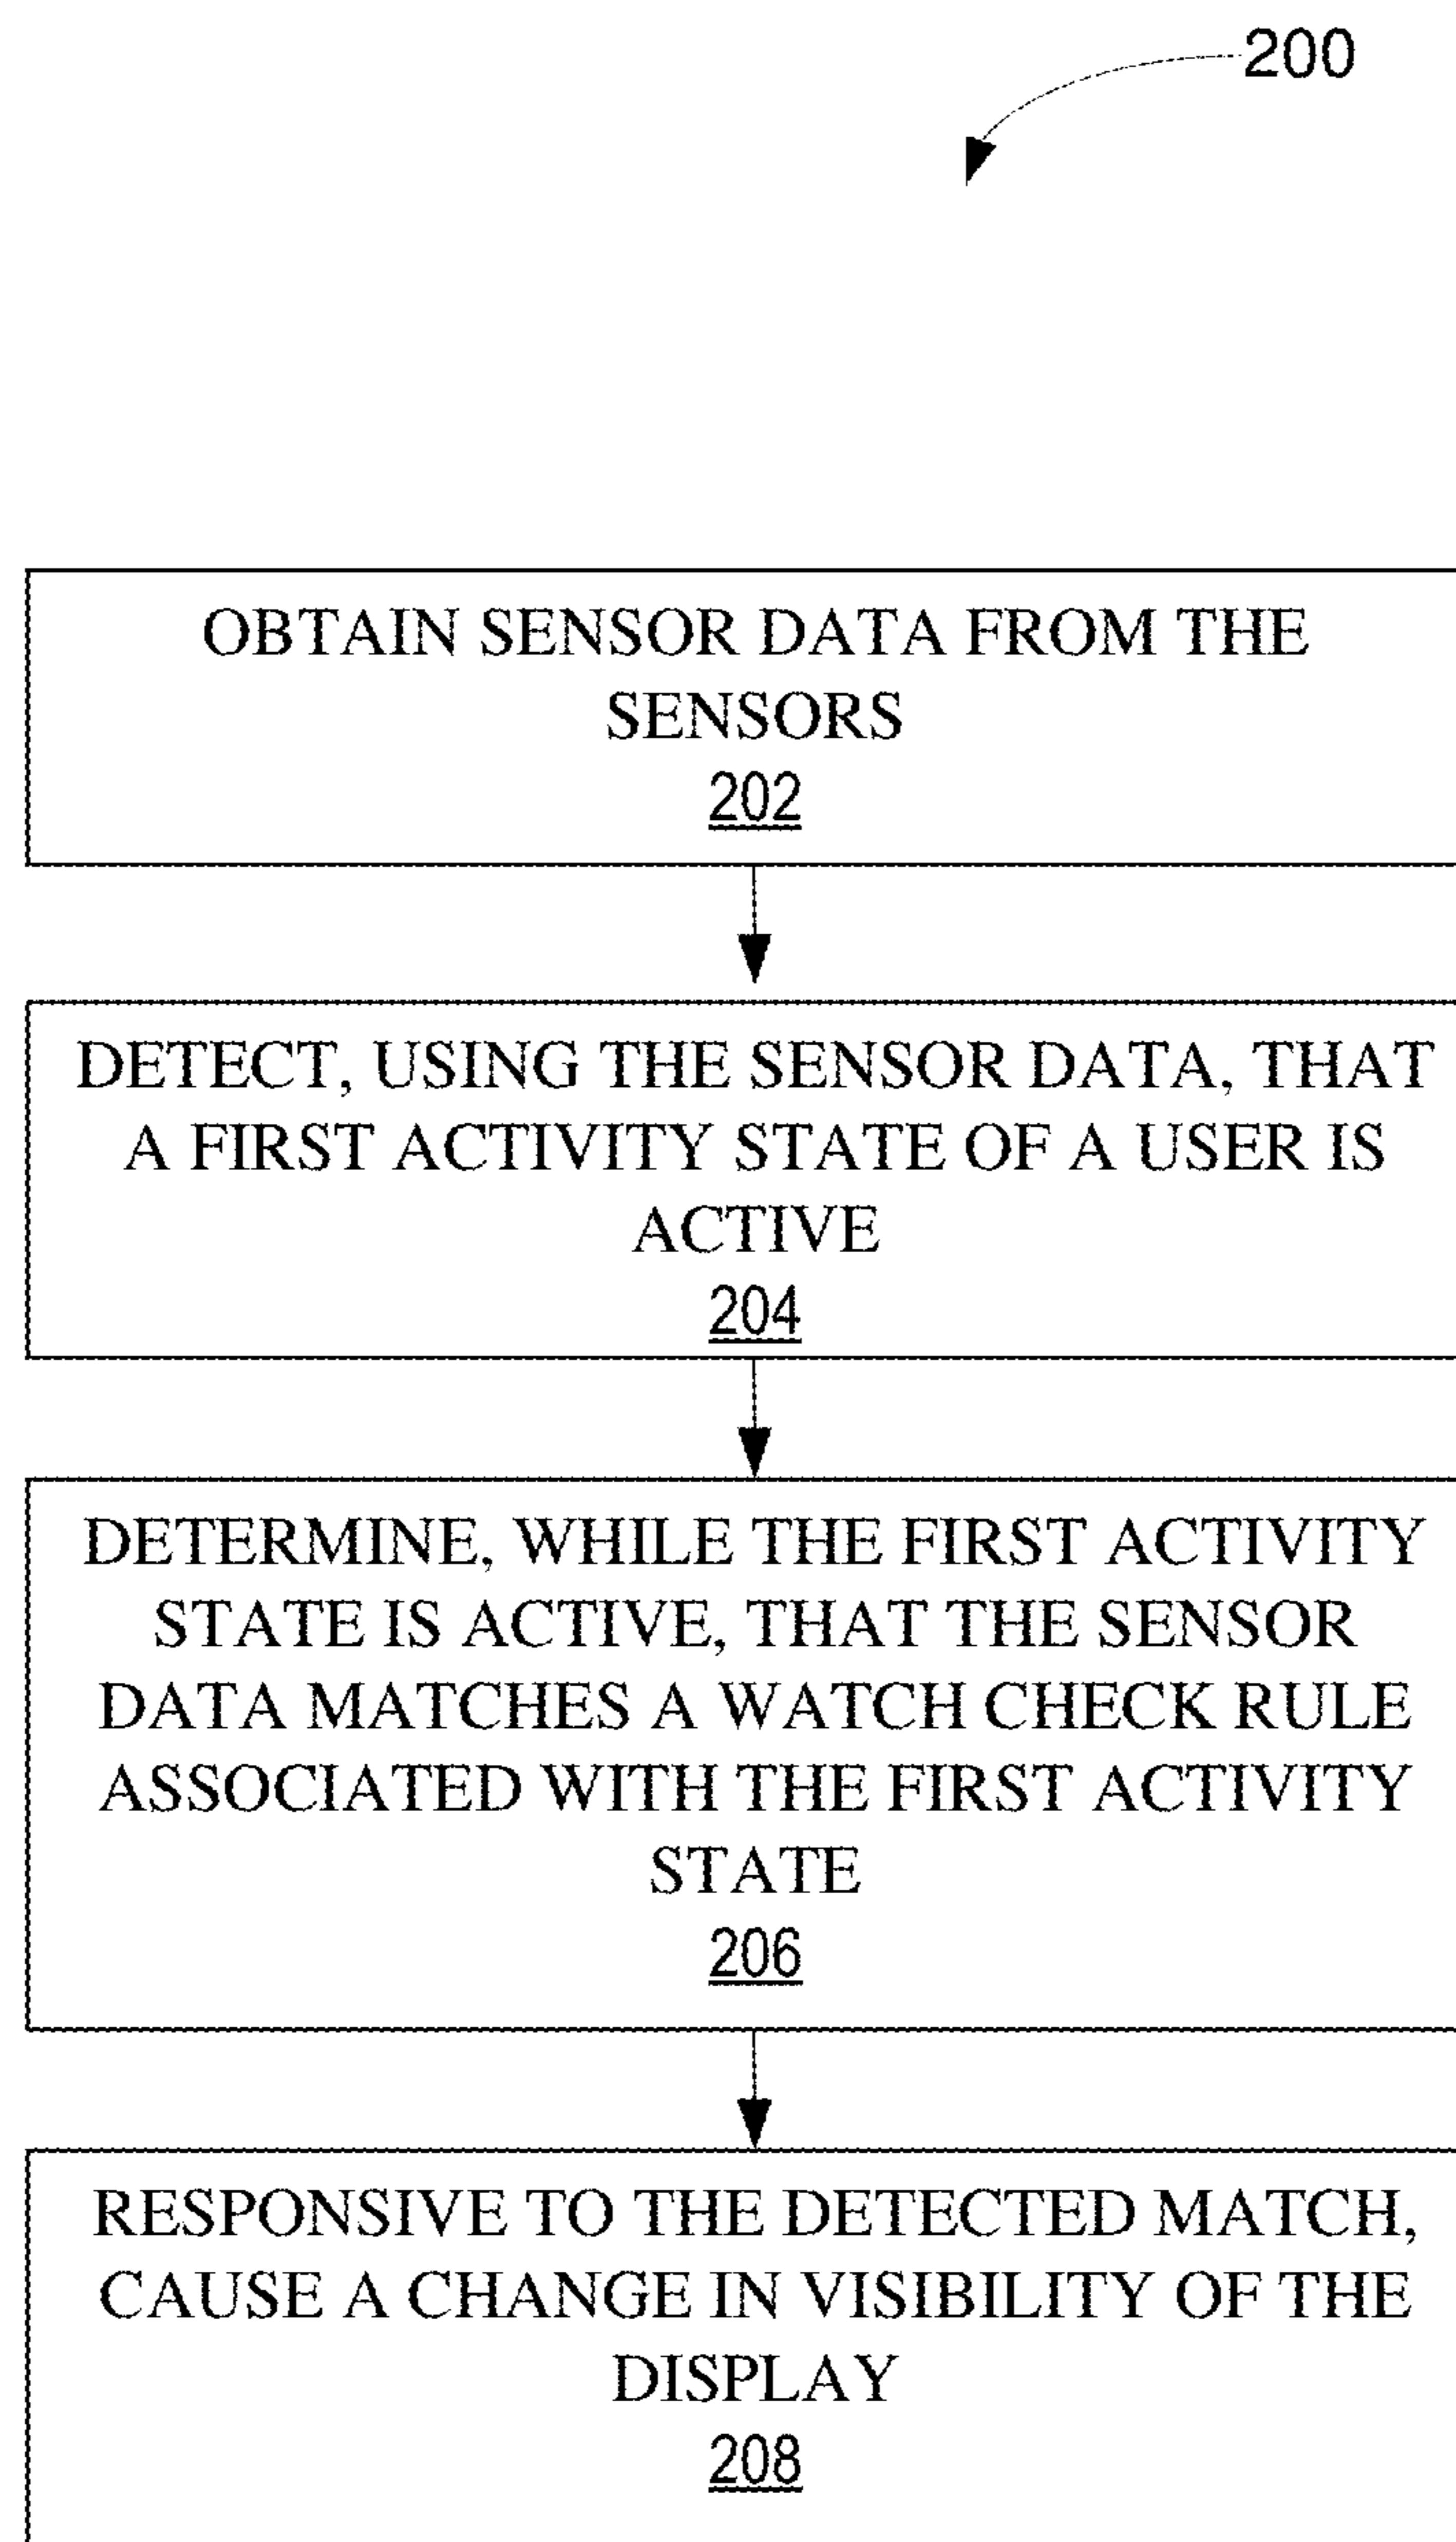 200
OBTAIN SENSOR DATA FROM THE
SENSORS
202
DETECT, USING THE SENSOR DATA, THAT
A FIRST ACTIVITY STATE OF A USER IS
ACTIVE
204
DETERMINE, WHILE THE FIRST ACTIVITY
STATE IS ACTIVE, THAT THE SENSOR
DATA MATCHES A WATCH CHECK RULE
ASSOCIATED WITH THE FIRST ACTIVITY
STATE
206
RESPONSIVE TO THE DETECTED MATCH,
CAUSE A CHANGE IN VISIBILITY OF THE
DISPLAY
208